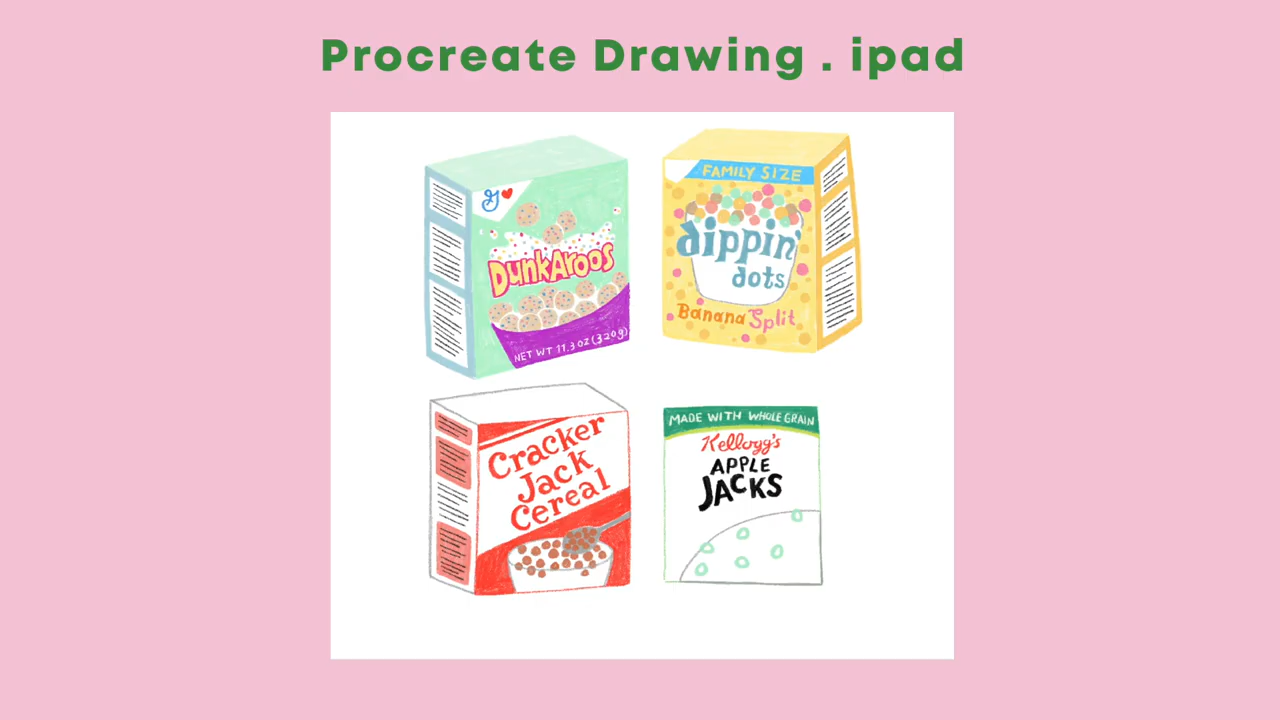 Procreate Drawing . ipad
G
DunkAroos
NET WT 11.3 oz (320g)
FAMILY SIZE
dippin'
dots
Banana Split
Cracker
Jack
Cereal
MADE WITH WHOLE GRAIN
Kellogg's
APPLE
JACKS